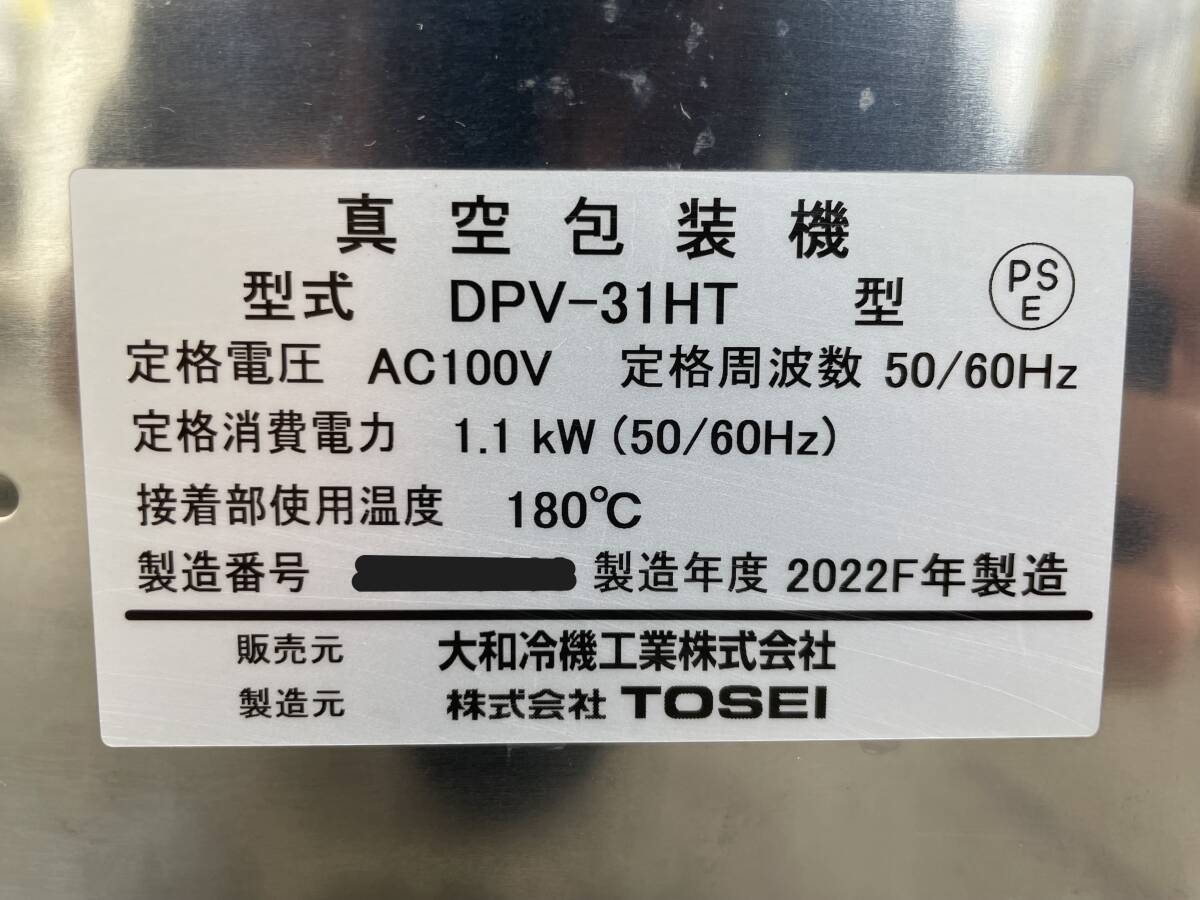 真空包装機
型式 DPV-31HT 型
PS
E
定格電圧 AC100V 定格周波数 50/60Hz
定格消費電力 1.1 kW (50/60Hz)
接着部使用温度 180℃
製造番号 製造年度 2022F年製造
販売元 大和冷機工業株式会社
製造元 株式会社 TOSEI